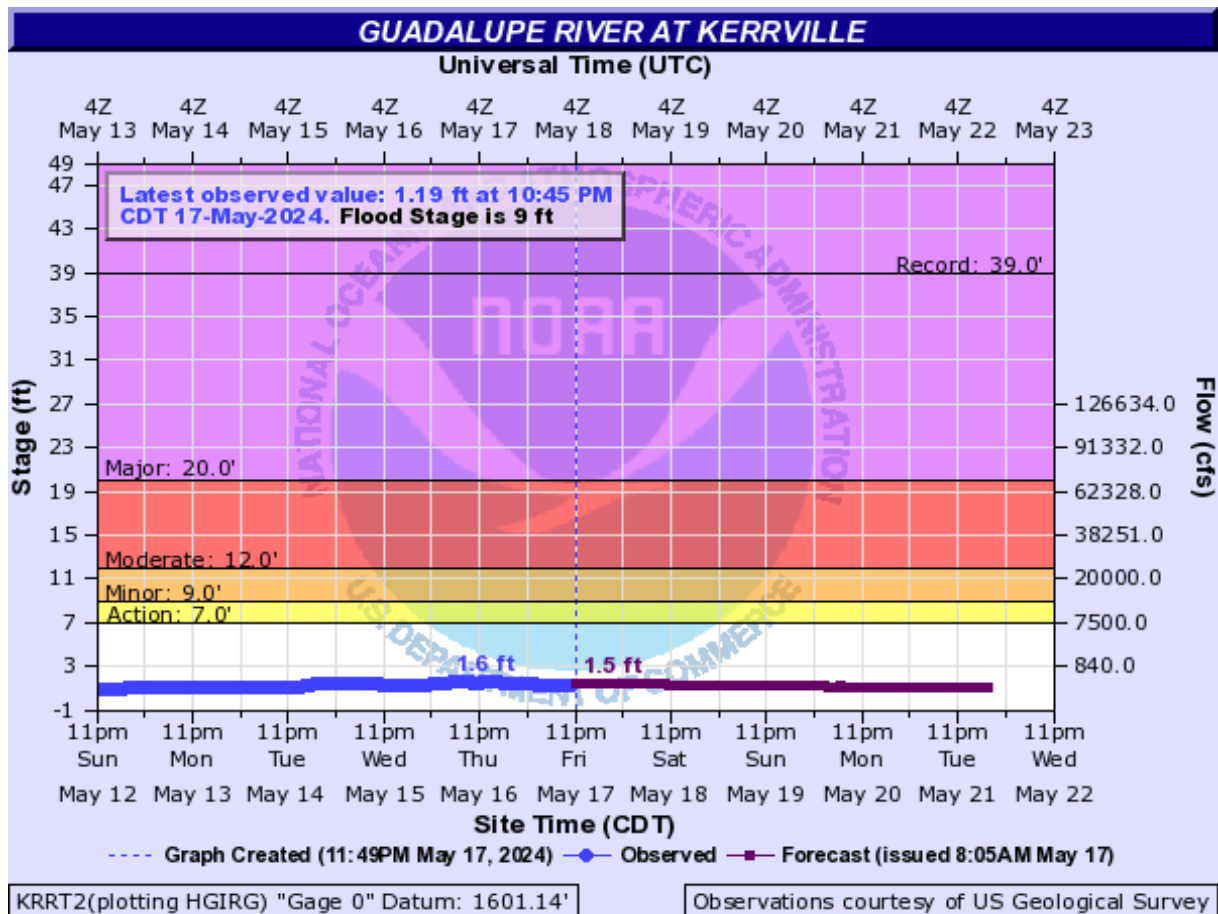 GUADALUPE RIVER AT KERRVILLE
Universal Time (UTC)
4Z 4Z 4Z 4Z 4Z 4Z 4Z 4Z 4Z 4Z 4Z
May 13 May 14 May 15 May 16 May 17 May 18 May 19 May 20 May 21 May 22 May 23
49
47
Latest observed value: 1.19 ft at 10:45 PM
CDT 17-May-2024. Flood Stage is 9 ft
43
Record: 39.0'
39
35
31
27 126634.0
23 91332.0
Major: 20.0'
19 62328.0
15 38251.0
Moderate: 12.0'
11 20000.0
Minor: 9.0'
Action: 7.0'
7 7500.0
3 840.0
-1
Stage (ft)
Flow (cfs)
NATIONAL OCEANIC AND ATMOSPHERIC ADMINISTRATION
NOAA
U.S. DEPARTMENT OF COMMERCE
1.6 ft 1.5 ft
11pm 11pm 11pm 11pm 11pm 11pm 11pm 11pm 11pm 11pm 11pm
Sun Mon Tue Wed Thu Fri Sat Sun Mon Tue Wed
May 12 May 13 May 14 May 15 May 16 May 17 May 18 May 19 May 20 May 21 May 22
Site Time (CDT)
Graph Created (11:49PM May 17, 2024) Observed Forecast (issued 8:05AM May 17)
KRRT2(plotting HGIRG) "Gage 0" Datum: 1601.14' Observations courtesy of US Geological Survey